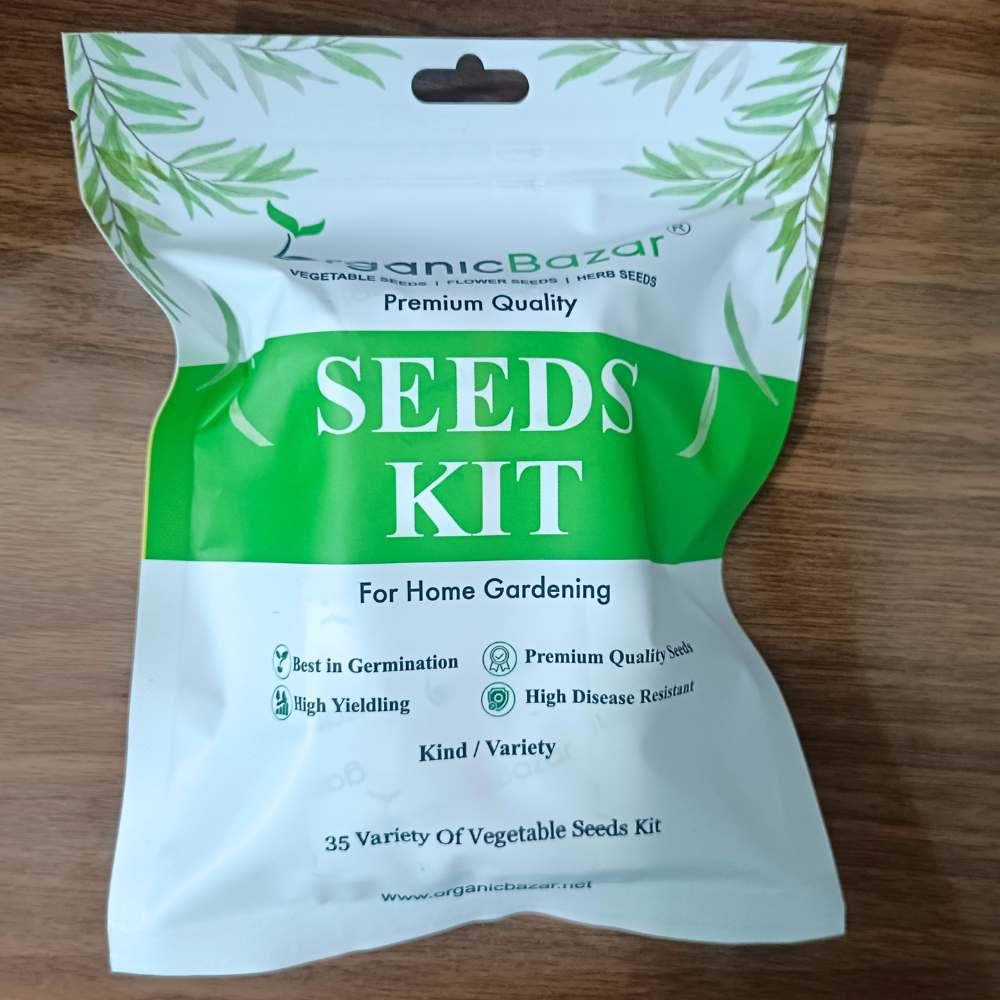 OrganicBazar®
VEGETABLE SEEDS | FLOWER SEEDS | HERB SEEDS
Premium Quality
SEEDS
KIT
For Home Gardening
Best in Germination
Premium Quality Seeds
High Yieldling
High Disease Resistant
Kind / Variety
35 Variety Of Vegetable Seeds Kit
www.organicbazar.net